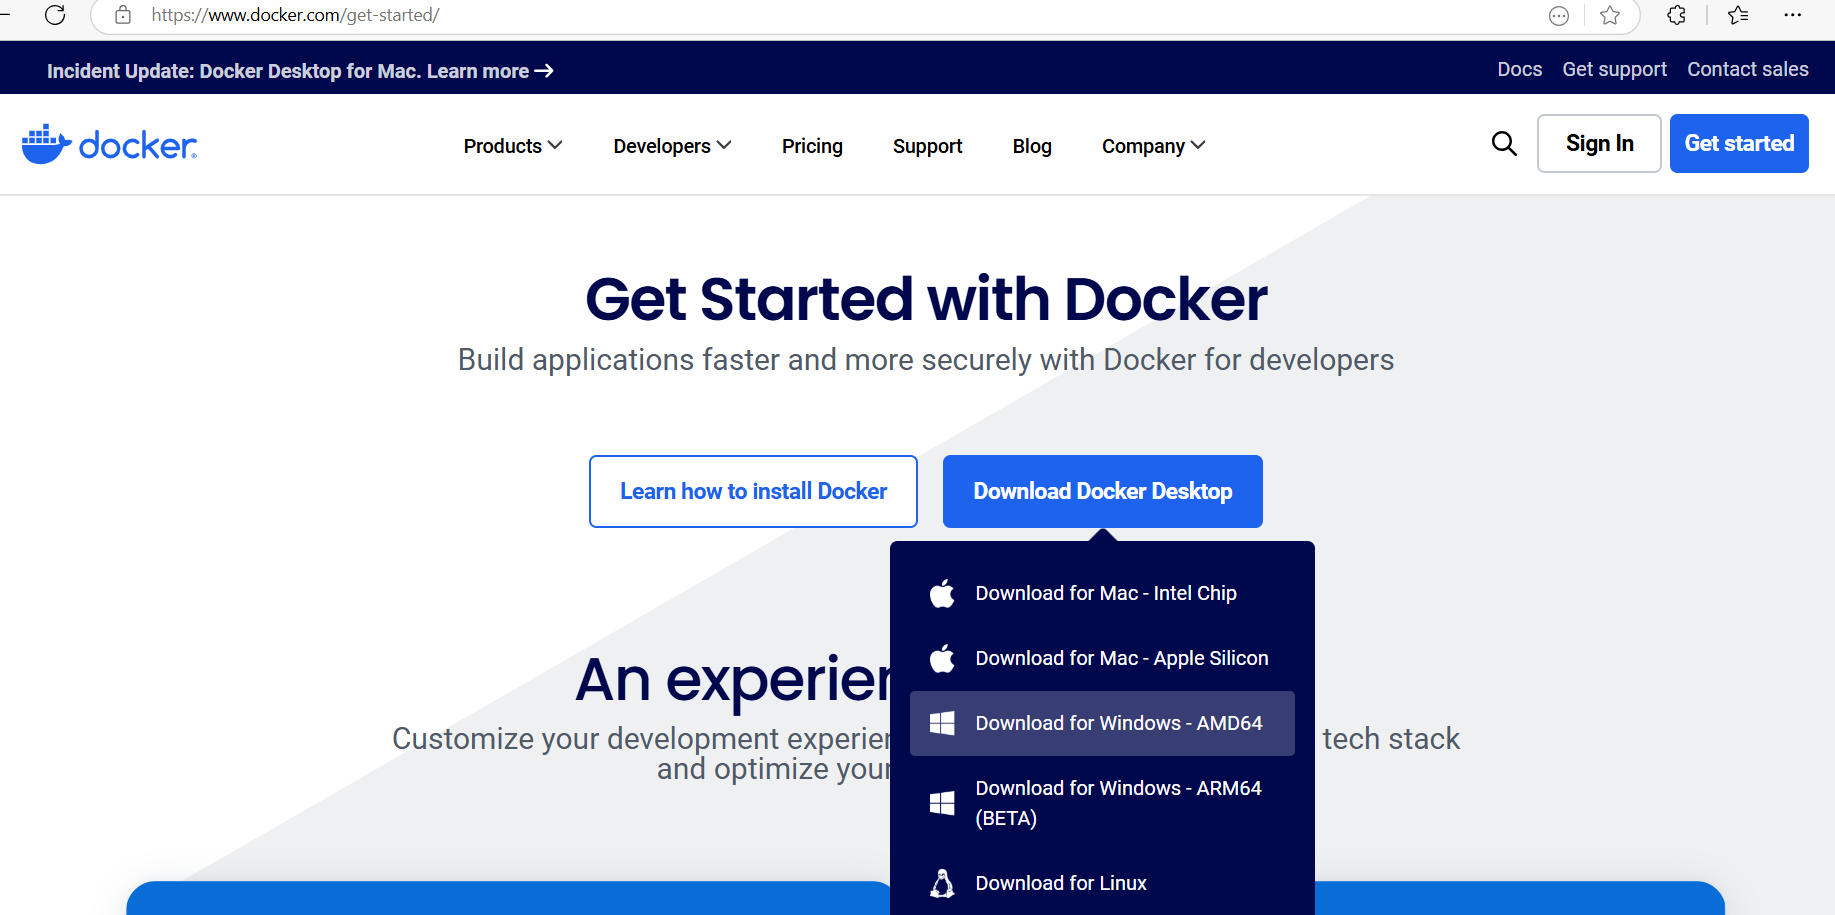 https://www.docker.com/get-started/
Incident Update: Docker Desktop for Mac. Learn more →
Docs Get support Contact sales
docker®
Products Developers Pricing Support Blog Company
Sign In Get started
Get Started with Docker
Build applications faster and more securely with Docker for developers
Learn how to install Docker
Download Docker Desktop
Download for Mac - Intel Chip
Download for Mac - Apple Silicon
Download for Windows - AMD64
Download for Windows - ARM64
(BETA)
Download for Linux
An experien
Customize your development experien tech stack
and optimize your